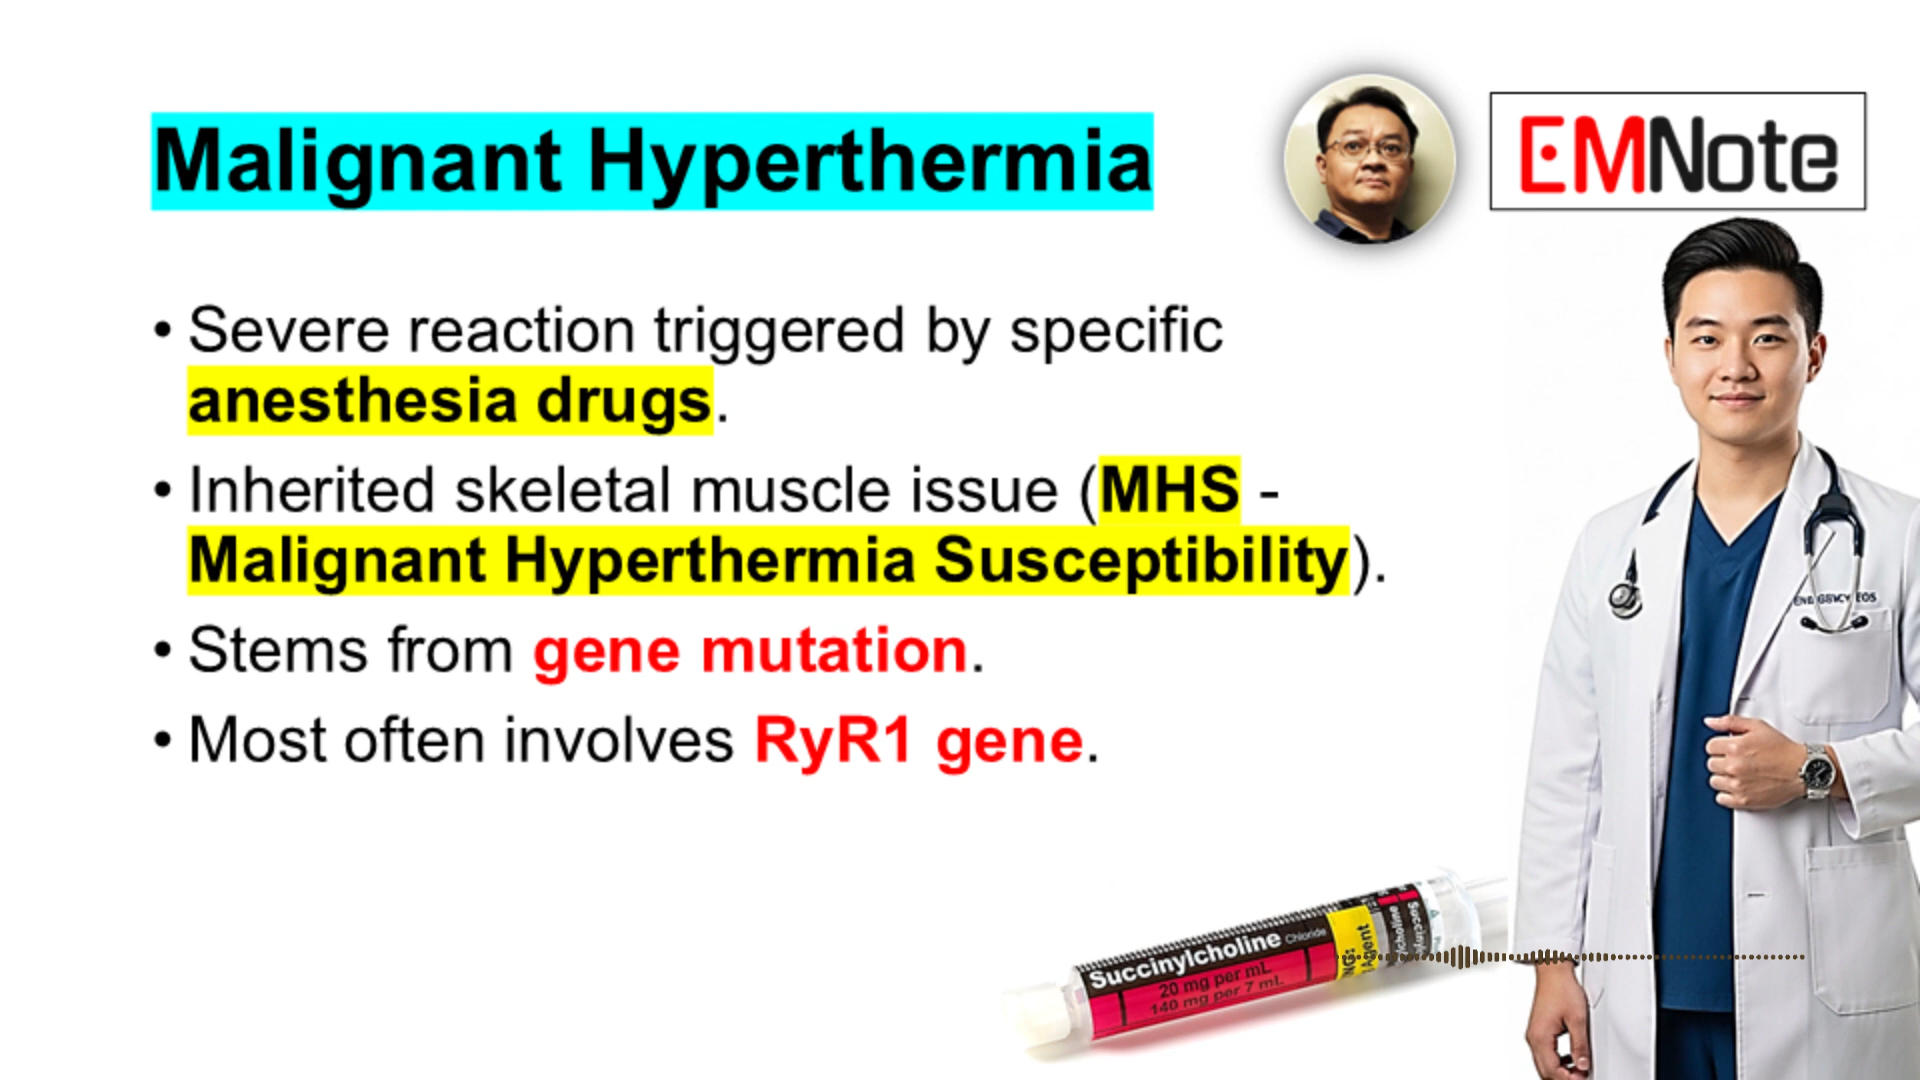 Malignant Hyperthermia
EMNote
• Severe reaction triggered by specific
anesthesia drugs.
• Inherited skeletal muscle issue (MHS -
Malignant Hyperthermia Susceptibility).
• Stems from gene mutation.
• Most often involves RyR1 gene.
Succinylcholine Chloride
20 mg per mL
140 mg per 7 mL